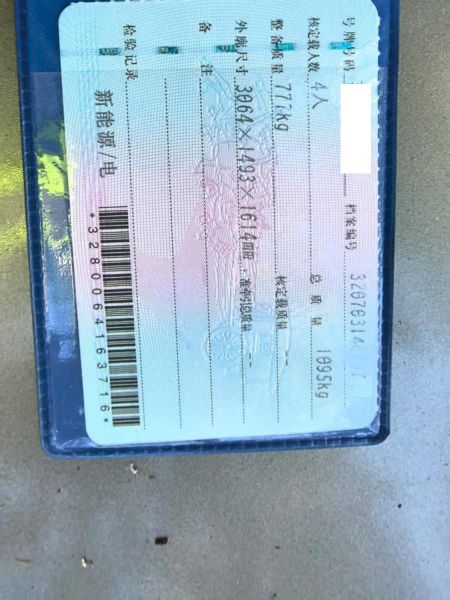 号牌号码 档案编号 32070314
核定载人数 4人 总质量 1095kg
整备质量 777kg 核定载质量 --
外廓尺寸 3064×1493×1614mm 准牵引总质量 --
备 注
检验记录
新能源/电
*3280064163716*